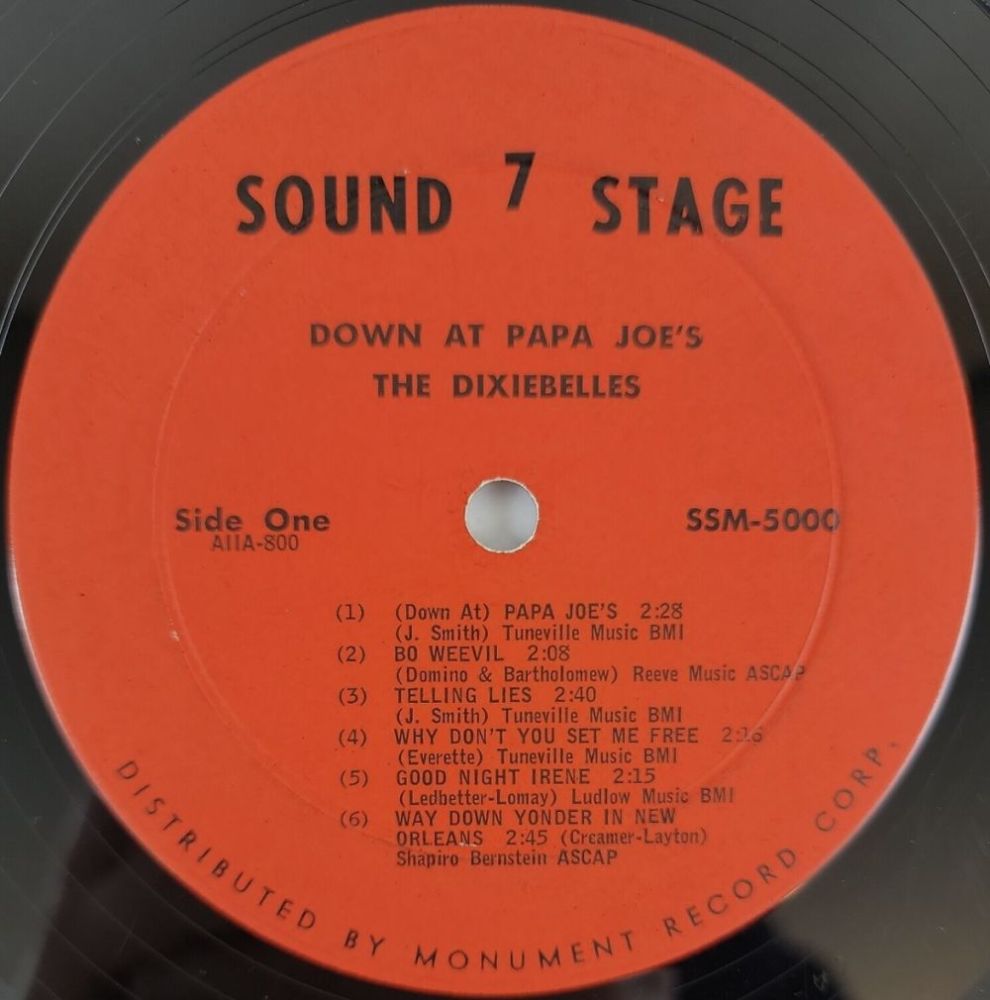 SOUND 7 STAGE
DOWN AT PAPA JOE'S
THE DIXIEBELLES
Side One
AIIA-800
SSM-5000
(1) (Down At) PAPA JOE'S 2:28
(J. Smith) Tuneville Music BMI
(2) BO WEEVIL 2:08
(Domino & Bartholomew) Reeve Music ASCAP
(3) TELLING LIES 2:40
(J. Smith) Tuneville Music BMI
(4) WHY DON'T YOU SET ME FREE 2:16
(Everette) Tuneville Music BMI
(5) GOOD NIGHT IRENE 2:15
(Ledbetter-Lomay) Ludlow Music BMI
(6) WAY DOWN YONDER IN NEW
ORLEANS 2:45 (Creamer-Layton)
Shapiro Bernstein ASCAP
DISTRIBUTED BY MONUMENT RECORD CORP.